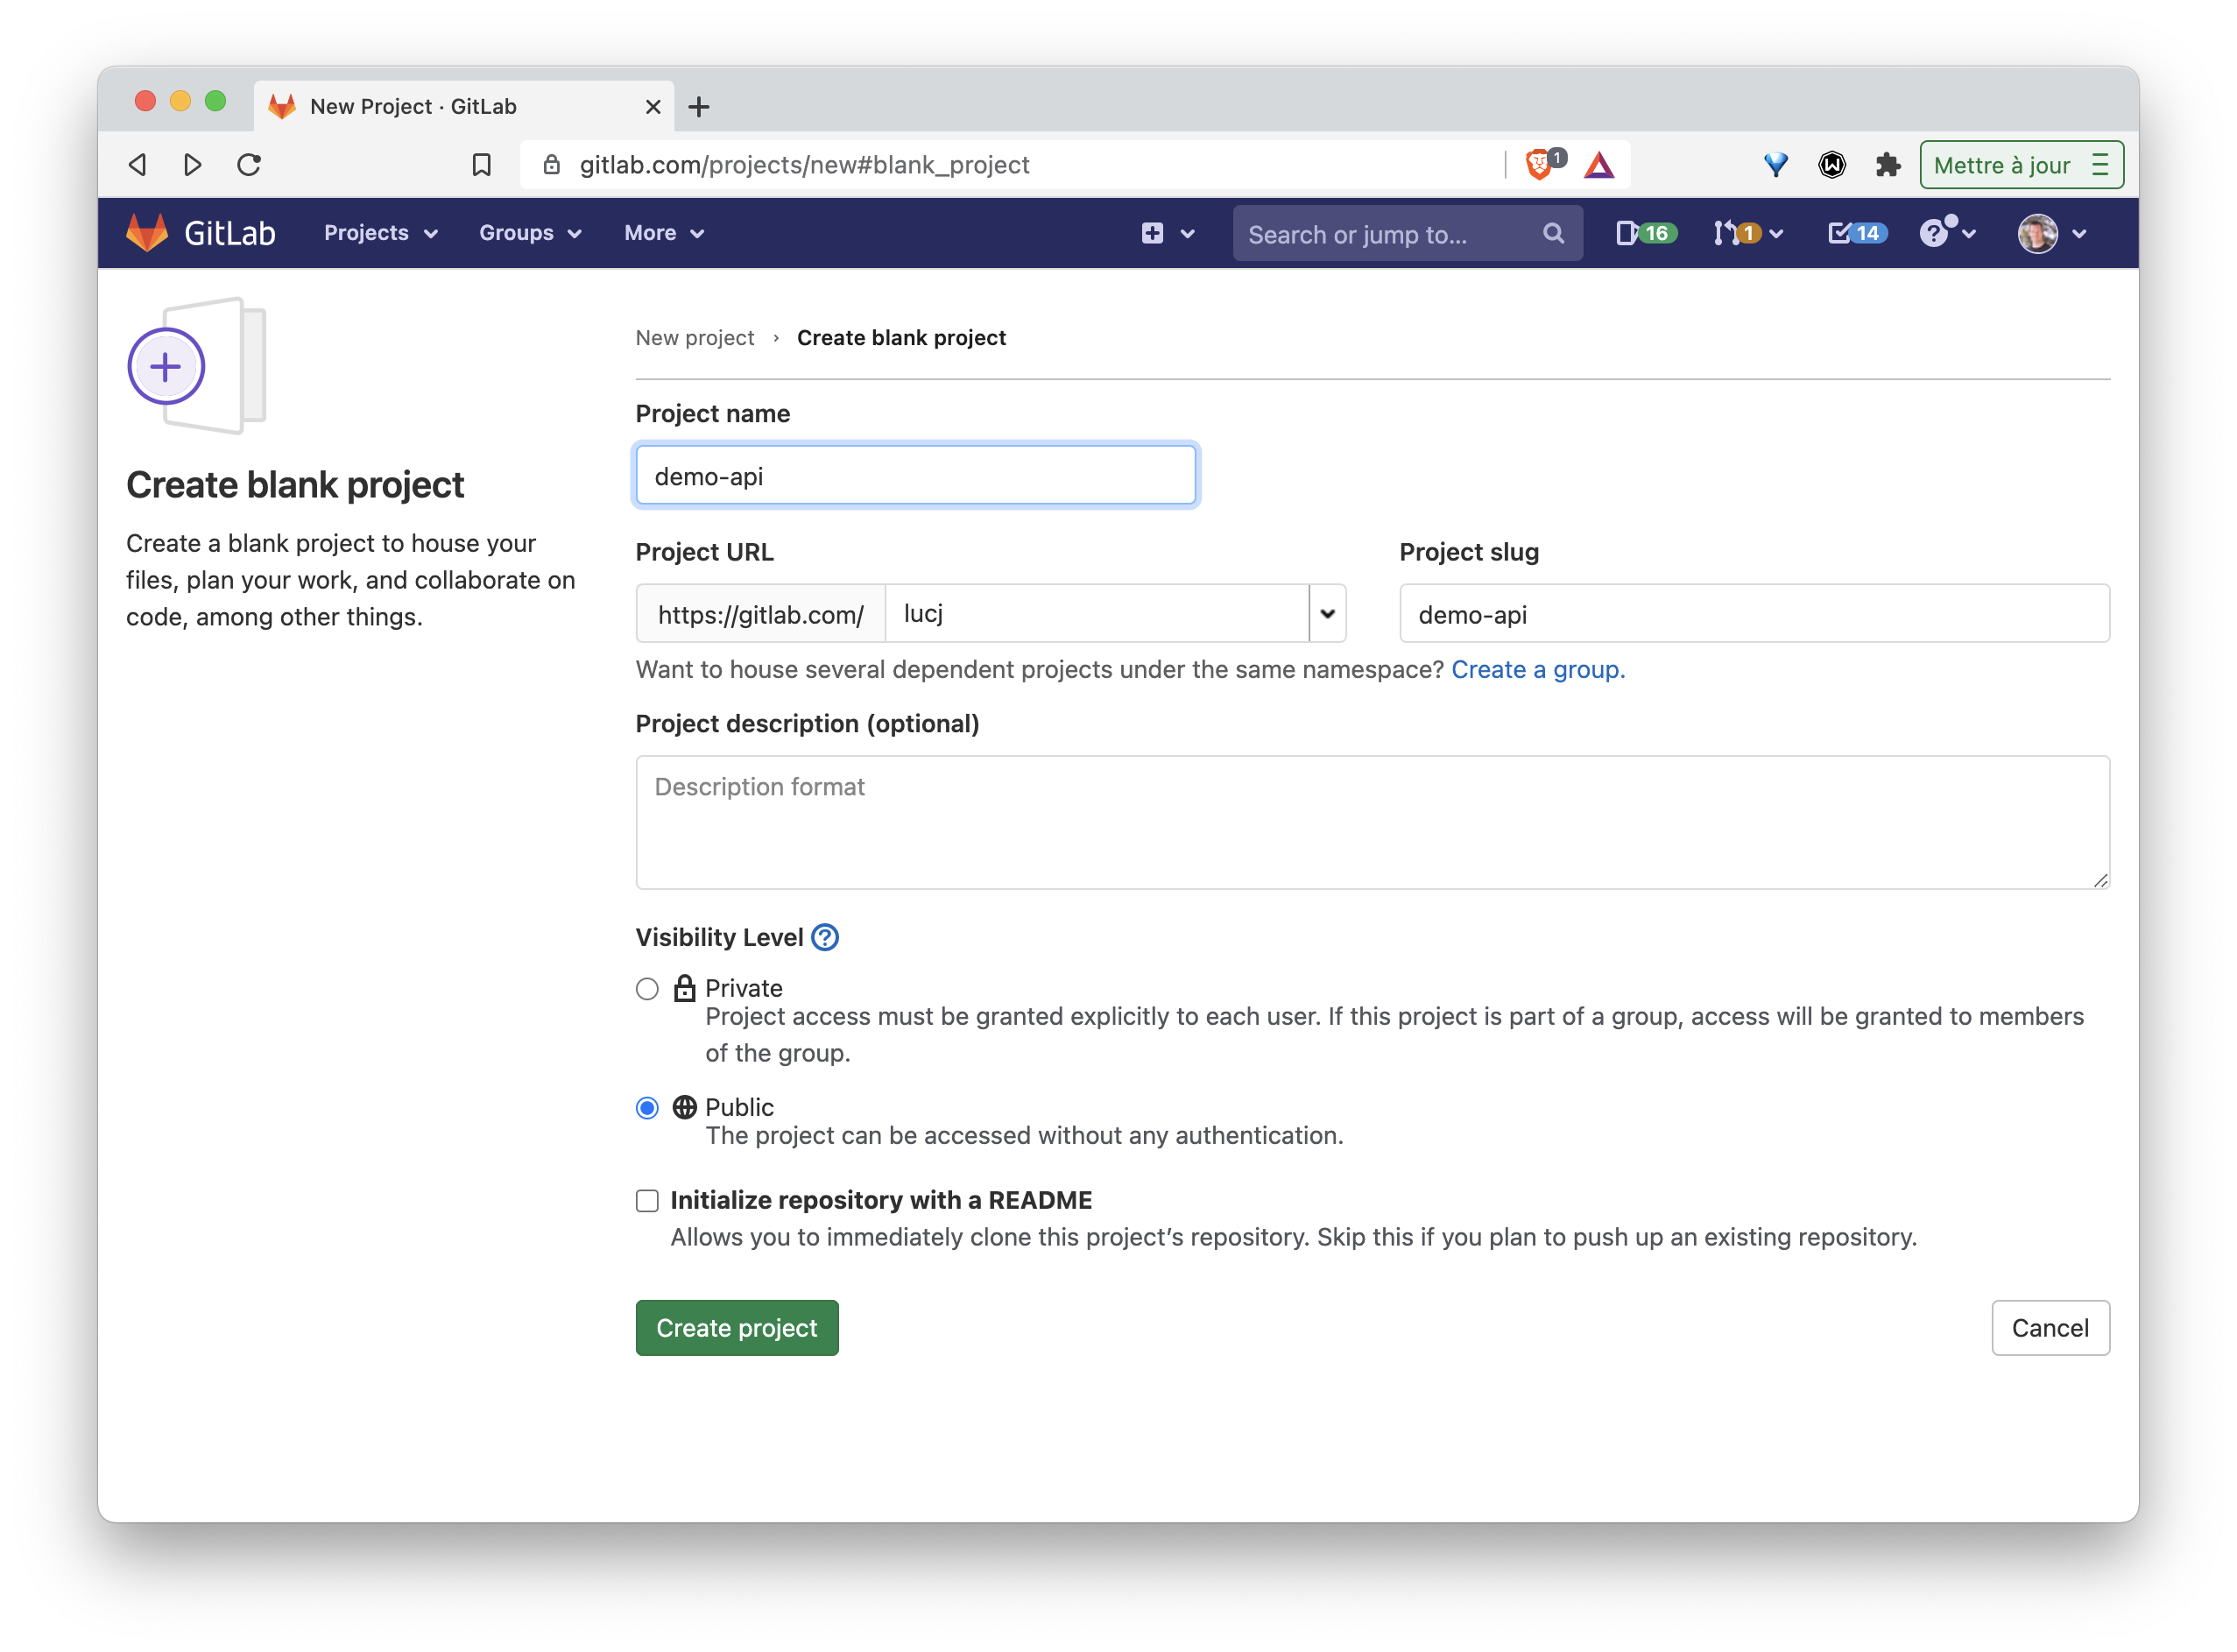 New Project · GitLab
gitlab.com/projects/new#blank_project
1
Mettre à jour
GitLab
Projects
Groups
More
Search or jump to...
16
1
14
New project › Create blank project
Create blank project
Create a blank project to house your
files, plan your work, and collaborate on
code, among other things.
Project name
demo-api
Project URL
Project slug
https://gitlab.com/
lucj
demo-api
Want to house several dependent projects under the same namespace? Create a group.
Project description (optional)
Description format
Visibility Level
Private
Project access must be granted explicitly to each user. If this project is part of a group, access will be granted to members
of the group.
Public
The project can be accessed without any authentication.
Initialize repository with a README
Allows you to immediately clone this project’s repository. Skip this if you plan to push up an existing repository.
Create project
Cancel